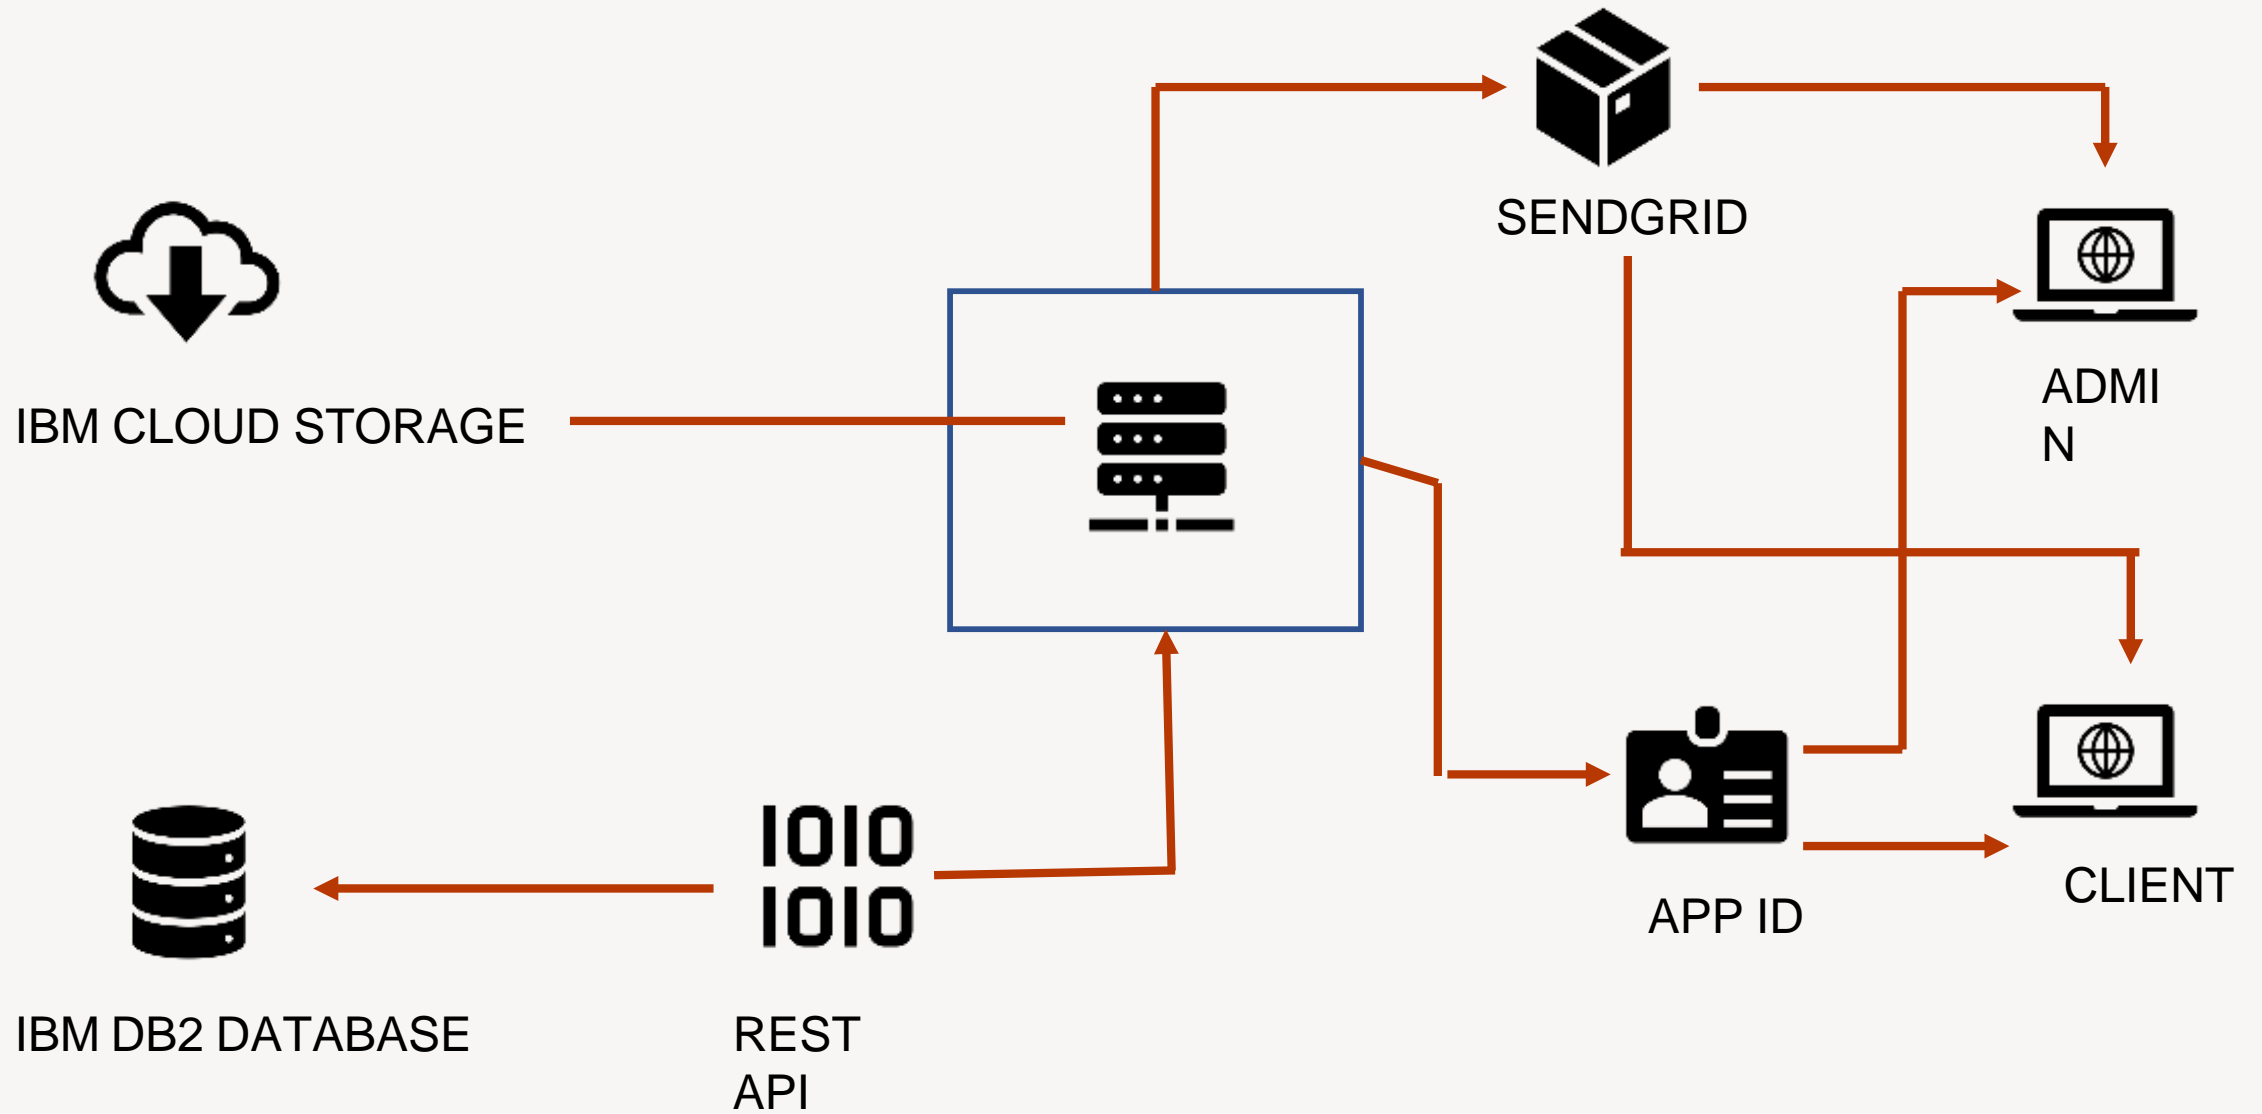 SENDGRID
ADMI
N
IBM CLOUD STORAGE
CLIENT
APP ID
IBM DB2 DATABASE
REST
API